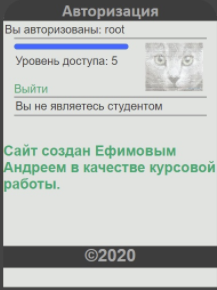 Авторизация
Вы авторизованы: root
Уровень доступа: 5
Выйти
Вы не являетесь студентом
Сайт создан Ефимовым
Андреем в качестве курсовой
работы.
©2020